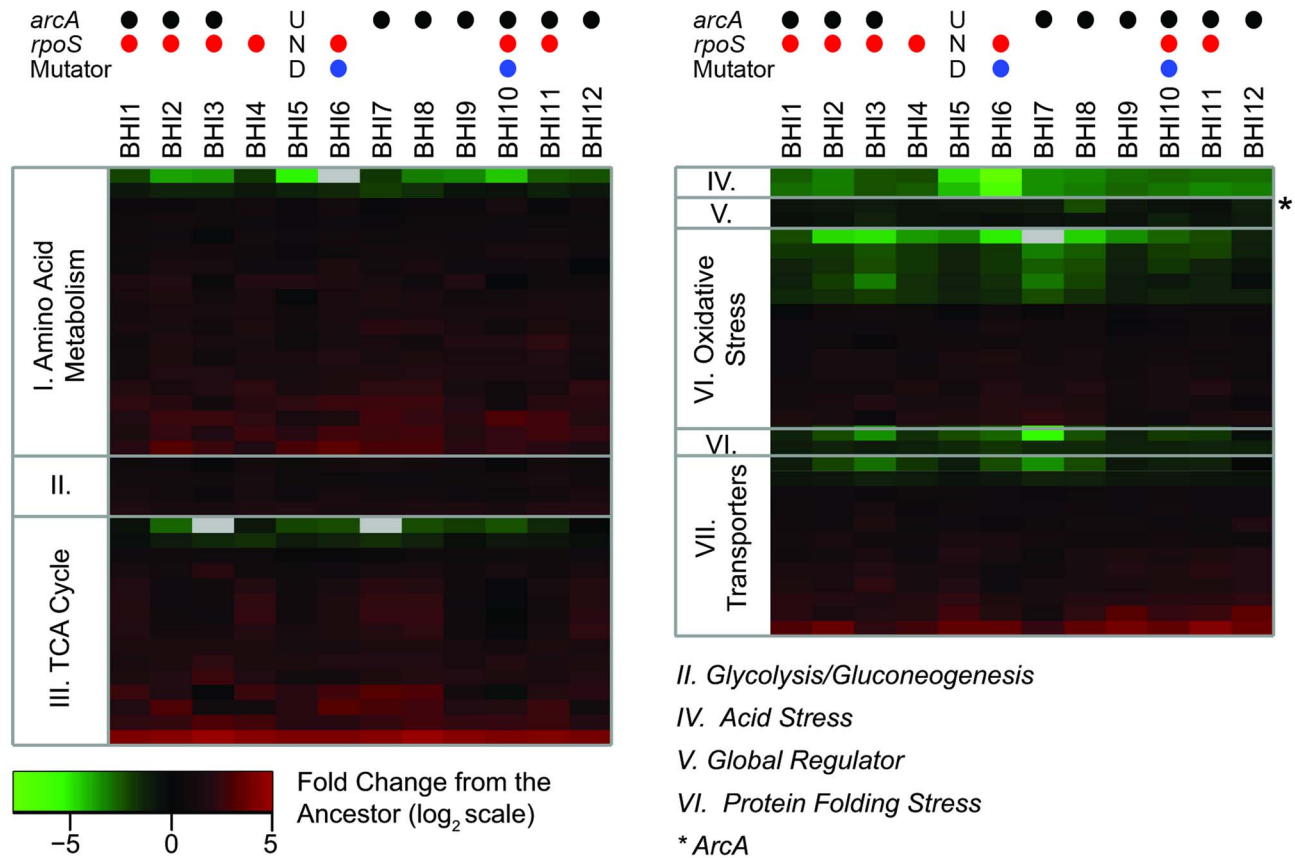 arcA U
rpoS N
Mutator D
BHI1 BHI2 BHI3 BHI4 BHI5 BHI6 BHI7 BHI8 BHI9 BHI10 BHI11 BHI12
I. Amino Acid
Metabolism
II.
III. TCA Cycle
−5 0 5
Fold Change from the
Ancestor (log2 scale)
arcA U
rpoS N
Mutator D
BHI1 BHI2 BHI3 BHI4 BHI5 BHI6 BHI7 BHI8 BHI9 BHI10 BHI11 BHI12
IV.
V. *
VI. Oxidative
Stress
VI.
VII.
Transporters
II. Glycolysis/Gluconeogenesis
IV. Acid Stress
V. Global Regulator
VI. Protein Folding Stress
* ArcA